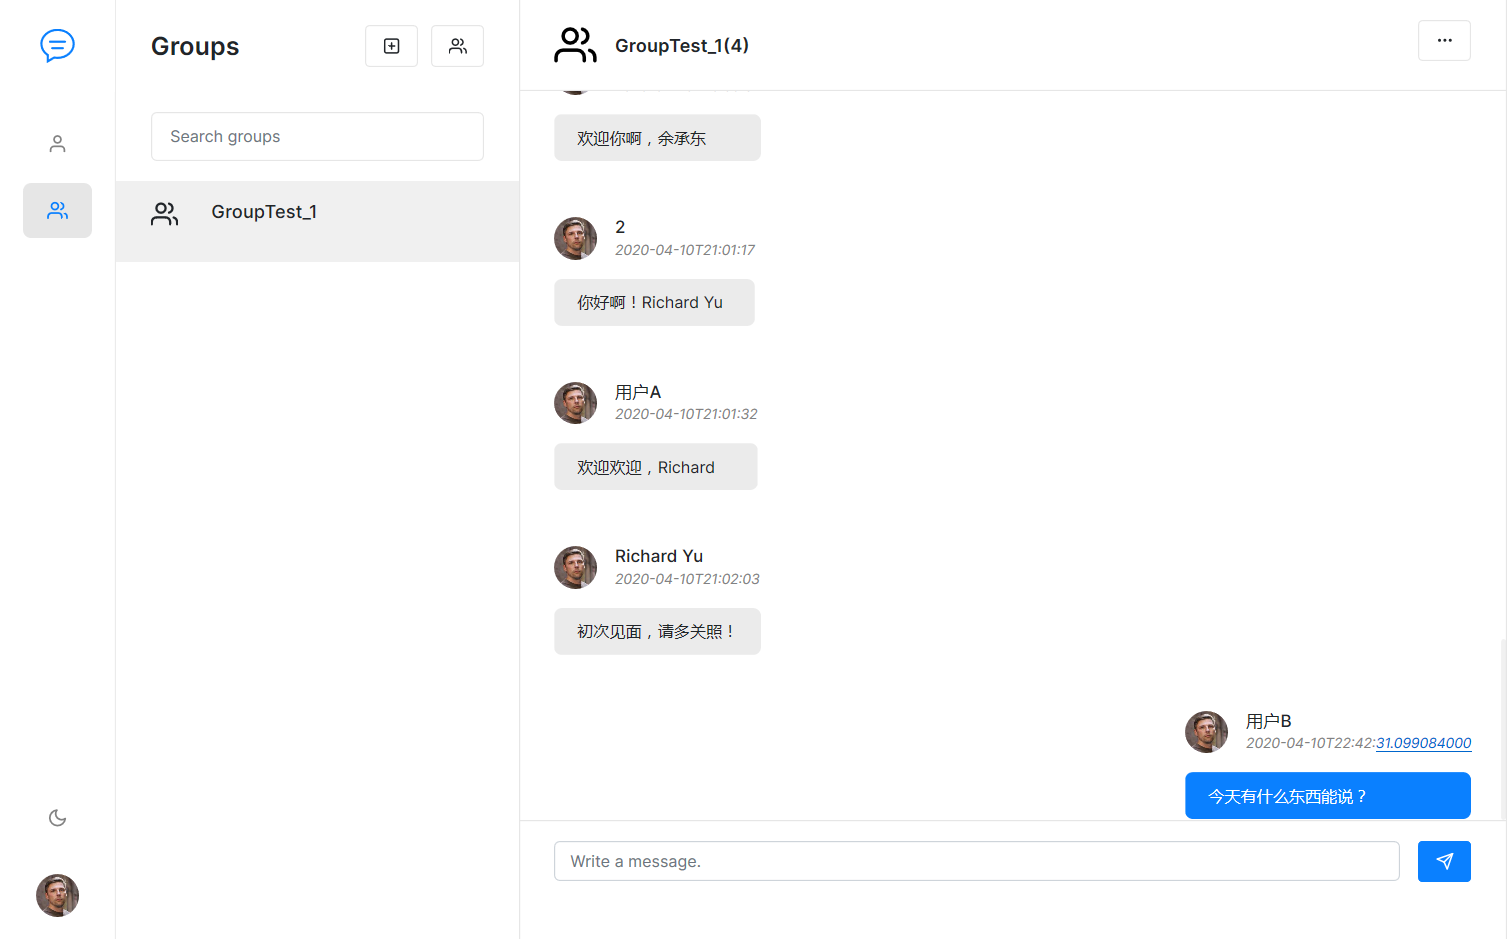 Groups
Search groups
GroupTest_1
GroupTest_1(4)
欢迎你啊，余承东
2
2020-04-10T21:01:17
你好啊！Richard Yu
用户A
2020-04-10T21:01:32
欢迎欢迎，Richard
Richard Yu
2020-04-10T21:02:03
初次见面，请多关照！
用户B
2020-04-10T22:42:31.099084000
今天有什么东西能说？
Write a message.